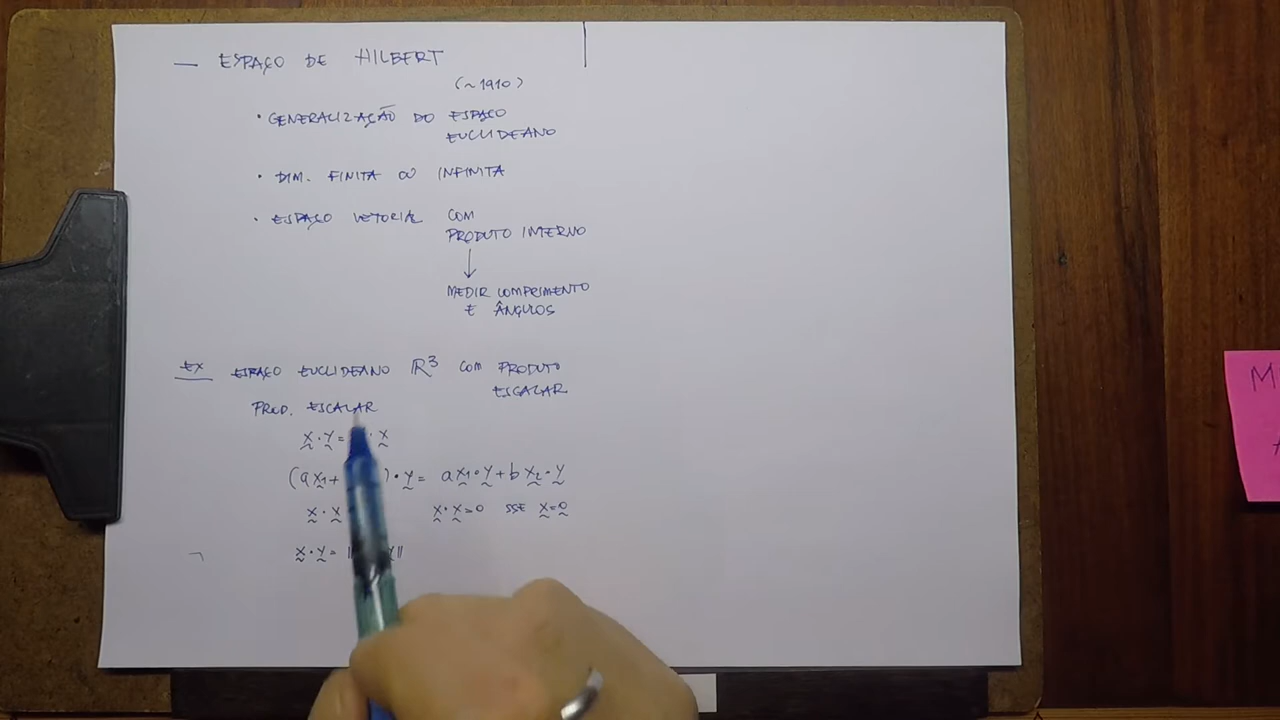 — ESPAÇO DE HILBERT
(~1910)
• GENERALIZAÇÃO DO ESPAÇO
EUCLIDEANO
• DIM. FINITA OU INFINITA
• ESPAÇO VETORIAL COM
PRODUTO INTERNO
↓
MEDIR COMPRIMENTO
E ÂNGULOS
EX ESPAÇO EUCLIDEANO ℝ³ COM PRODUTO
ESCALAR
PROD. ESCALAR
x · y = · x
(a x1 + ) · y = a x1 · y + b x2 · y
x · x x · x = 0 SSE x = 0
x · y = || y||
M